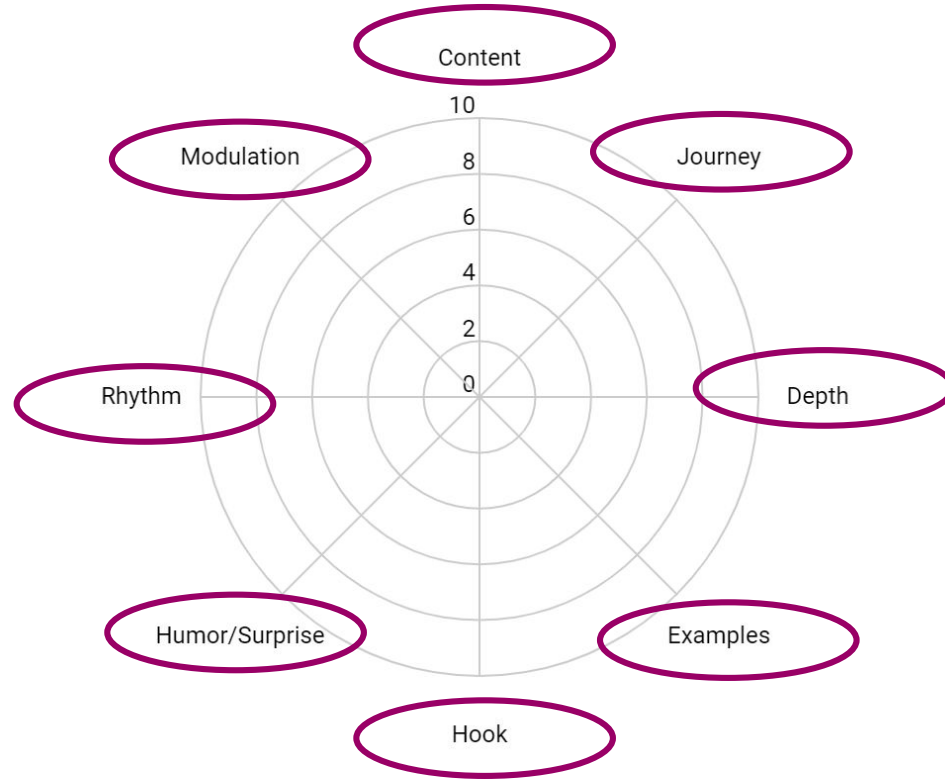 Content
10
Modulation
Journey
8
6
4
2
0
Rhythm
Depth
Humor/Surprise
Examples
Hook